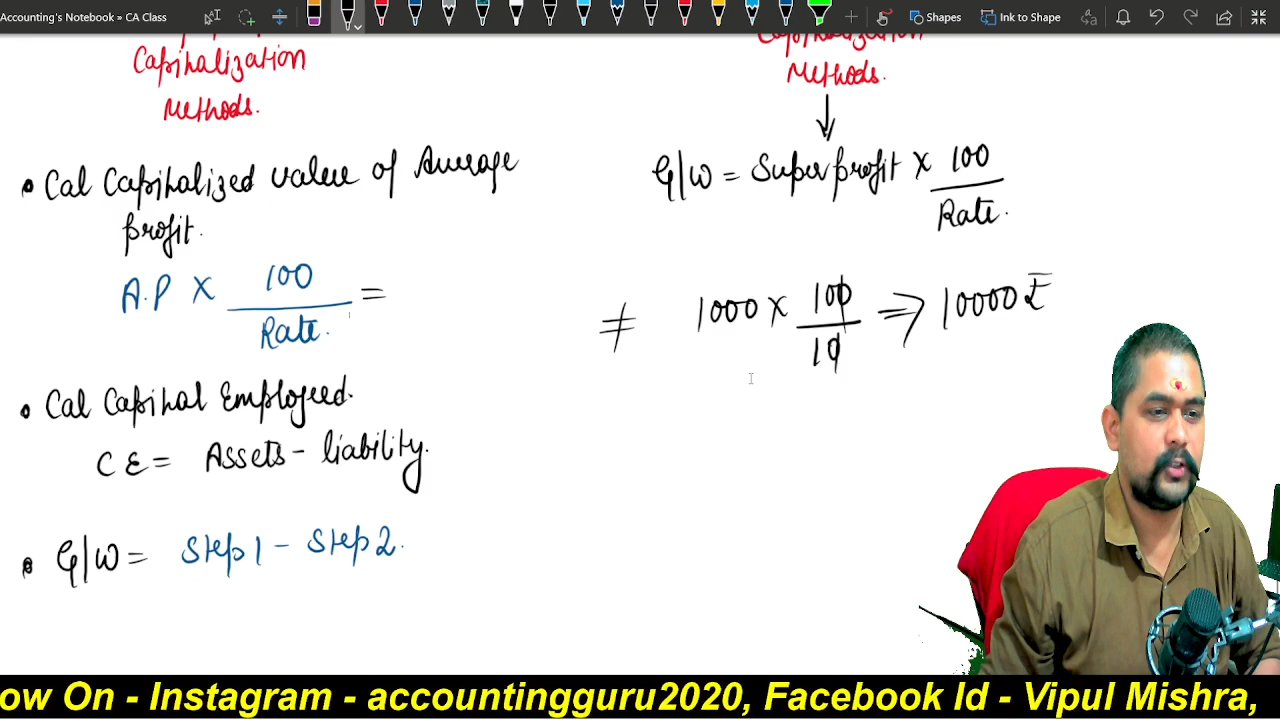 Accounting's Notebook » CA Class
Shapes
Ink to Shape
Capitalization
Methods.
• Cal Capitalized value of Average
profit.
A.P × 100/Rate. =
• Cal Capital Employeed.
CE = Assets - liability.
• G/W = Step 1 - Step 2.
Methods.
G/W = Super profit × 100/Rate.
≠ 1000 × 100/10 ⇒ 10000 ₹
ow On - Instagram - accountingguru2020, Facebook Id - Vipul Mishra,